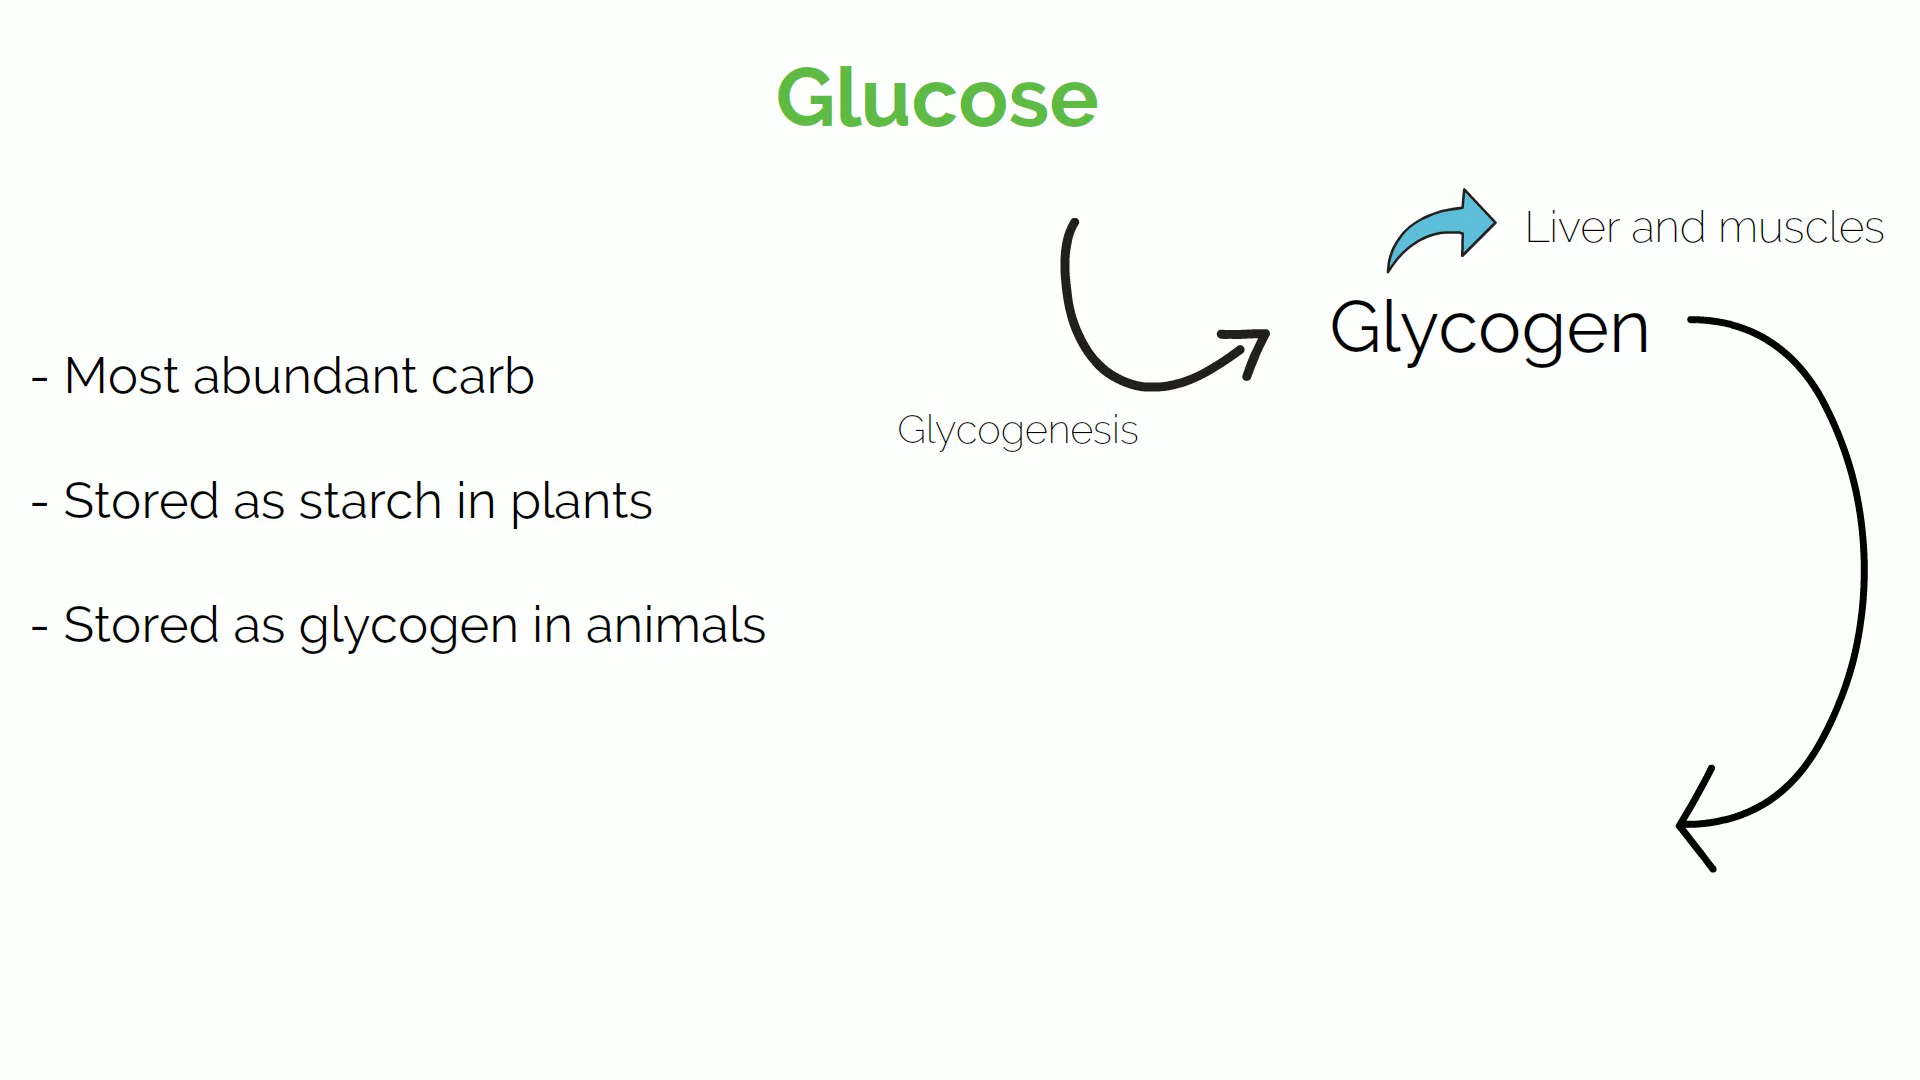 Glucose
Liver and muscles
Glycogen
- Most abundant carb
Glycogenesis
- Stored as starch in plants
- Stored as glycogen in animals